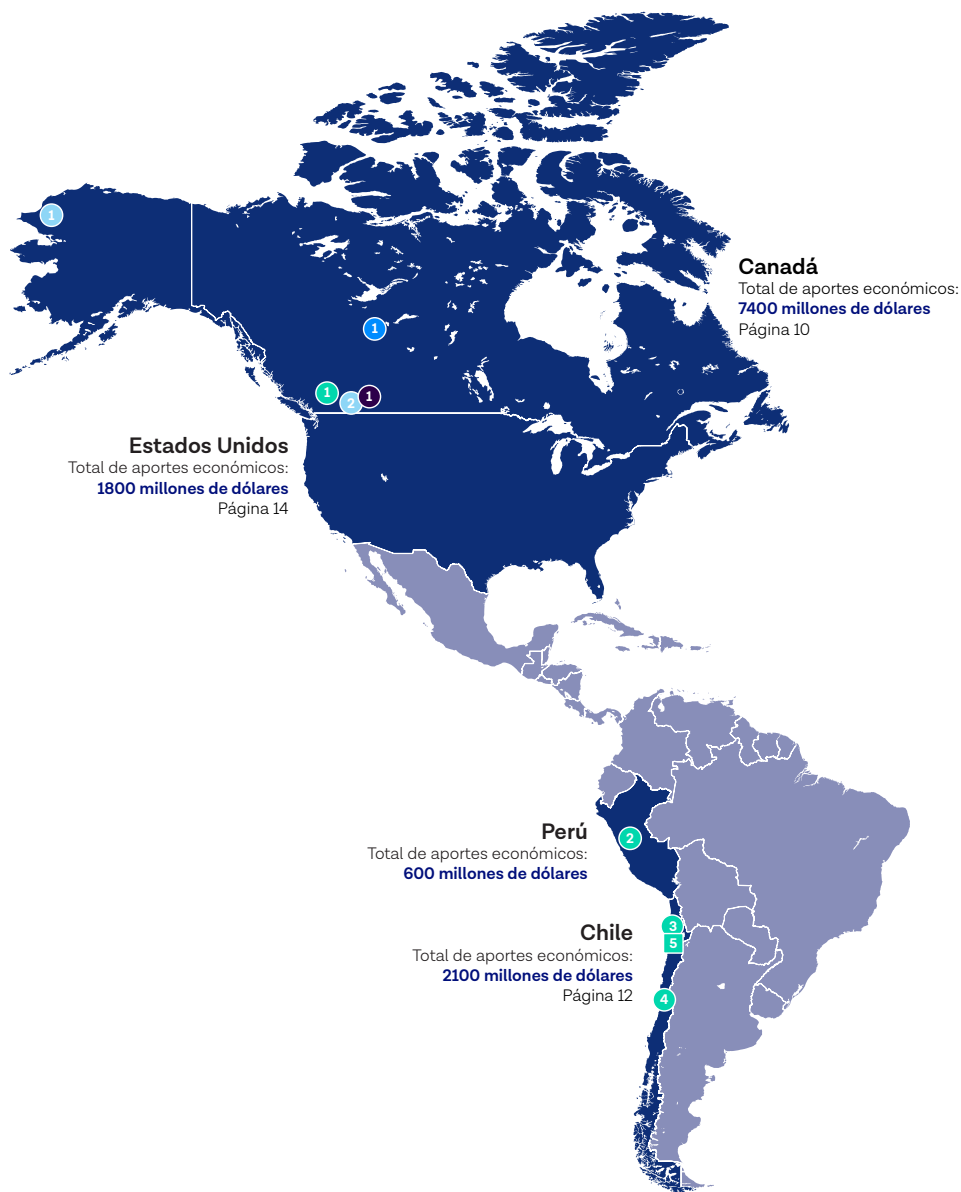 1
Canadá
Total de aportes económicos:
7400 millones de dólares
Página 10
1
1
2
1
Estados Unidos
Total de aportes económicos:
1800 millones de dólares
Página 14
Perú
Total de aportes económicos:
600 millones de dólares
2
Chile
Total de aportes económicos:
2100 millones de dólares
Página 12
3
5
4